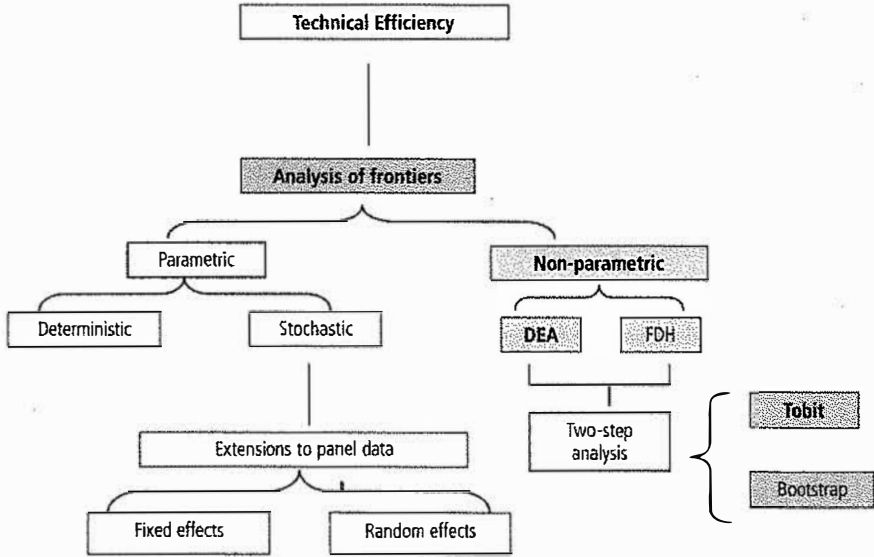 Technical Efficiency
Analysis of frontiers
Parametric
Non-parametric
Deterministic
Stochastic
DEA
FDH
Tobit
Two-step
analysis
Extensions to panel data
Bootstrap
Fixed effects
Random effects